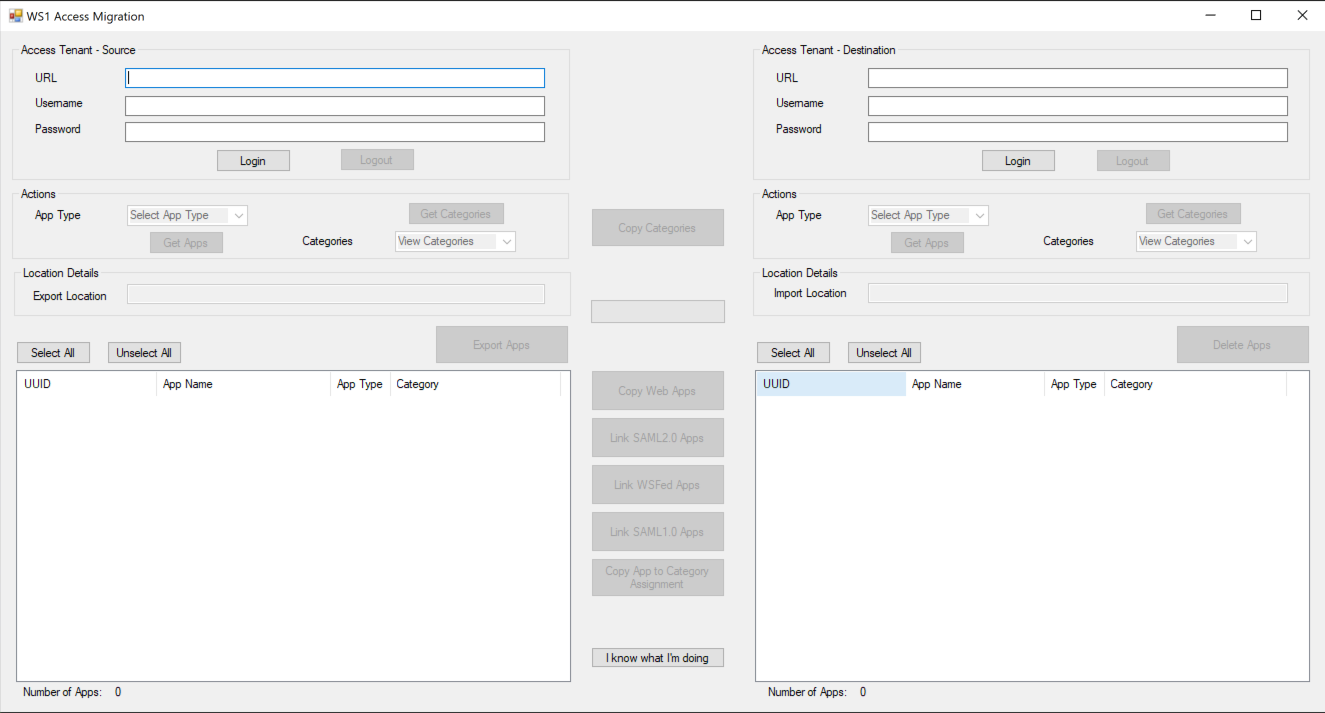 WS1 Access Migration
Access Tenant - Source
URL
Username
Password
Login
Logout
Actions
App Type
Select App Type
Get Categories
Get Apps
Categories
View Categories
Location Details
Export Location
Select All
Unselect All
Export Apps
UUID
App Name
App Type
Category
Number of Apps: 0
Copy Categories
Copy Web Apps
Link SAML2.0 Apps
Link WSFed Apps
Link SAML1.0 Apps
Copy App to Category
Assignment
I know what I'm doing
Access Tenant - Destination
URL
Username
Password
Login
Logout
Actions
App Type
Select App Type
Get Categories
Get Apps
Categories
View Categories
Location Details
Import Location
Select All
Unselect All
Delete Apps
UUID
App Name
App Type
Category
Number of Apps: 0